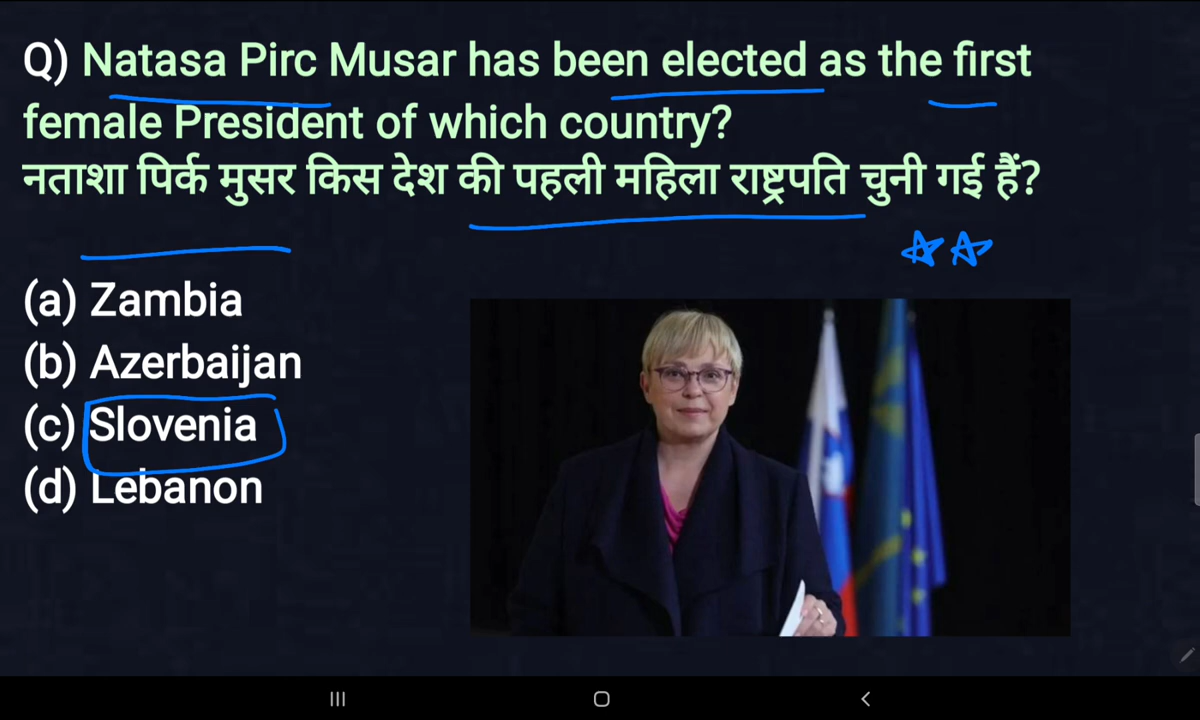 Q) Natasa Pirc Musar has been elected as the first
female President of which country?
नताशा पिर्क मुसर किस देश की पहली महिला राष्ट्रपति चुनी गई हैं?
(a) Zambia
(b) Azerbaijan
(c) Slovenia
(d) Lebanon